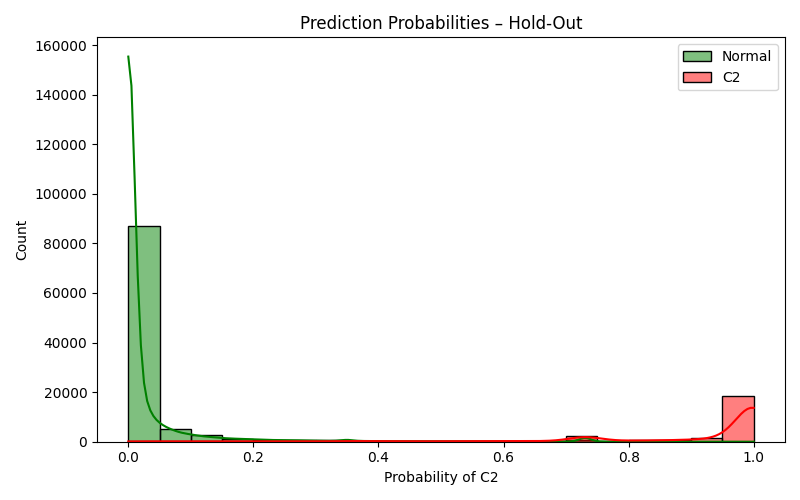 Prediction Probabilities – Hold-Out
Normal
C2
Count
160000
140000
120000
100000
80000
60000
40000
20000
0
0.0 0.2 0.4 0.6 0.8 1.0
Probability of C2